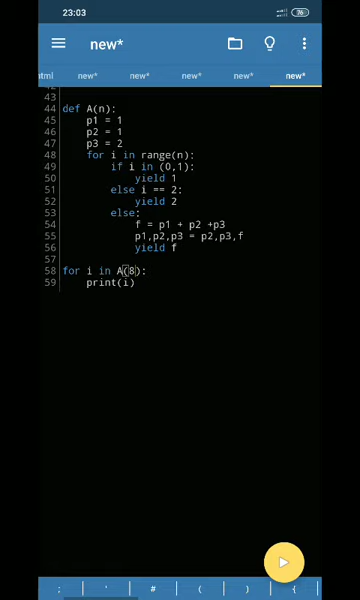 23:03
76
new*
html new* new* new* new* new*
43
44 def A(n):
45 p1 = 1
46 p2 = 1
47 p3 = 2
48 for i in range(n):
49 if i in (0,1):
50 yield 1
51 else i == 2:
52 yield 2
53 else:
54 f = p1 + p2 +p3
55 p1,p2,p3 = p2,p3,f
56 yield f
57
58 for i in A(8):
59 print(i)
; ' # ( ) {